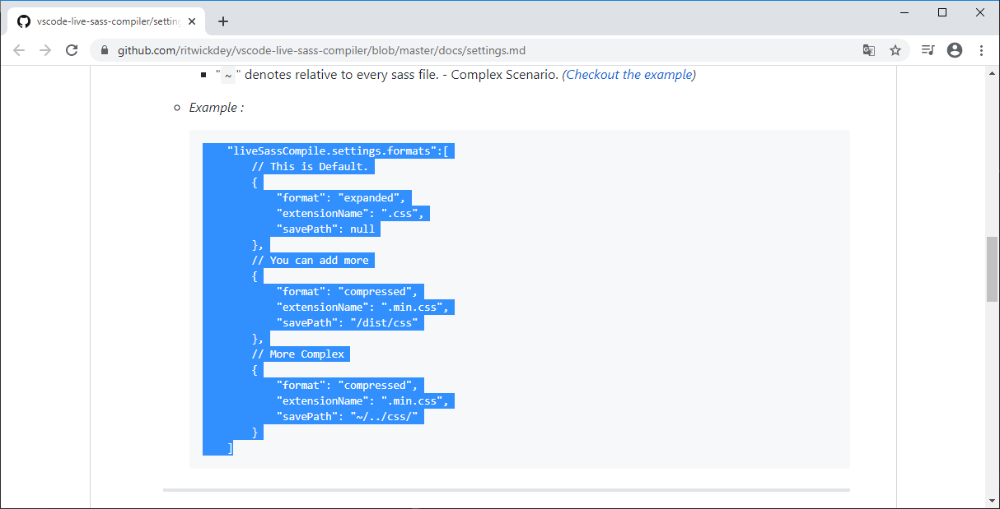 vscode-live-sass-compiler/setting
github.com/ritwickdey/vscode-live-sass-compiler/blob/master/docs/settings.md
"~" denotes relative to every sass file. - Complex Scenario. (Checkout the example)
Example :
"liveSassCompile.settings.formats":[
// This is Default.
{
"format": "expanded",
"extensionName": ".css",
"savePath": null
},
// You can add more
{
"format": "compressed",
"extensionName": ".min.css",
"savePath": "/dist/css"
},
// More Complex
{
"format": "compressed",
"extensionName": ".min.css",
"savePath": "~/../css/"
}
]